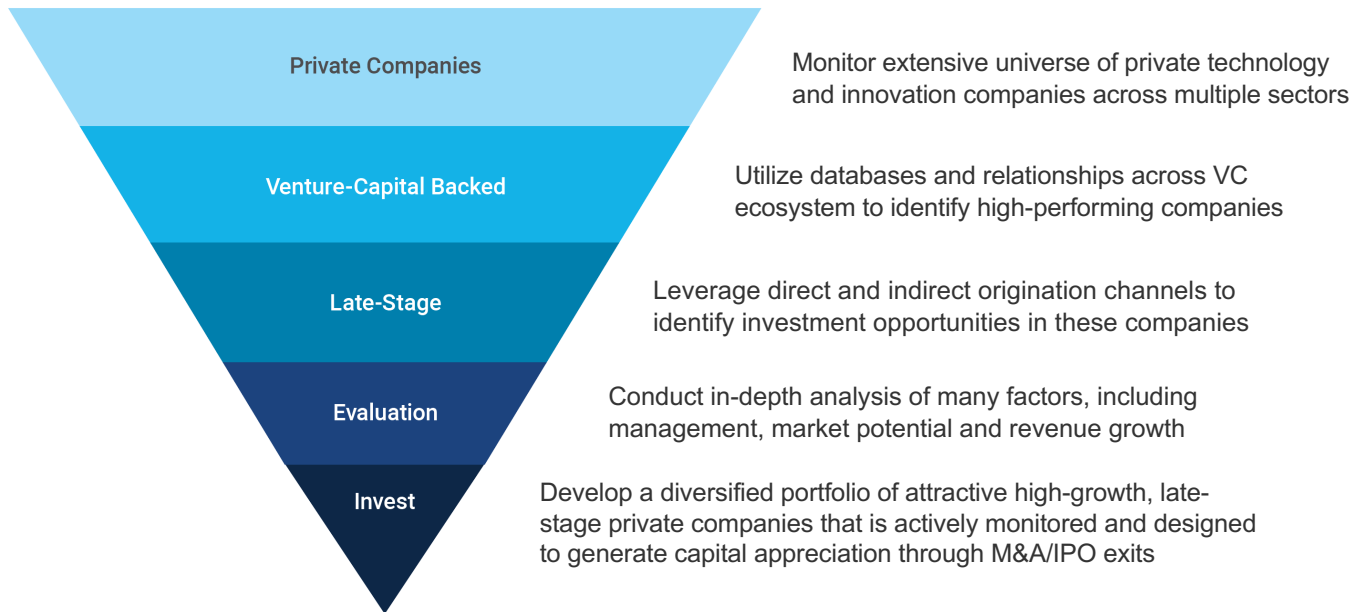 Private Companies
Monitor extensive universe of private technology
and innovation companies across multiple sectors
Venture-Capital Backed
Utilize databases and relationships across VC
ecosystem to identify high-performing companies
Late-Stage
Leverage direct and indirect origination channels to
identify investment opportunities in these companies
Evaluation
Conduct in-depth analysis of many factors, including
management, market potential and revenue growth
Invest
Develop a diversified portfolio of attractive high-growth, late-
stage private companies that is actively monitored and designed
to generate capital appreciation through M&A/IPO exits